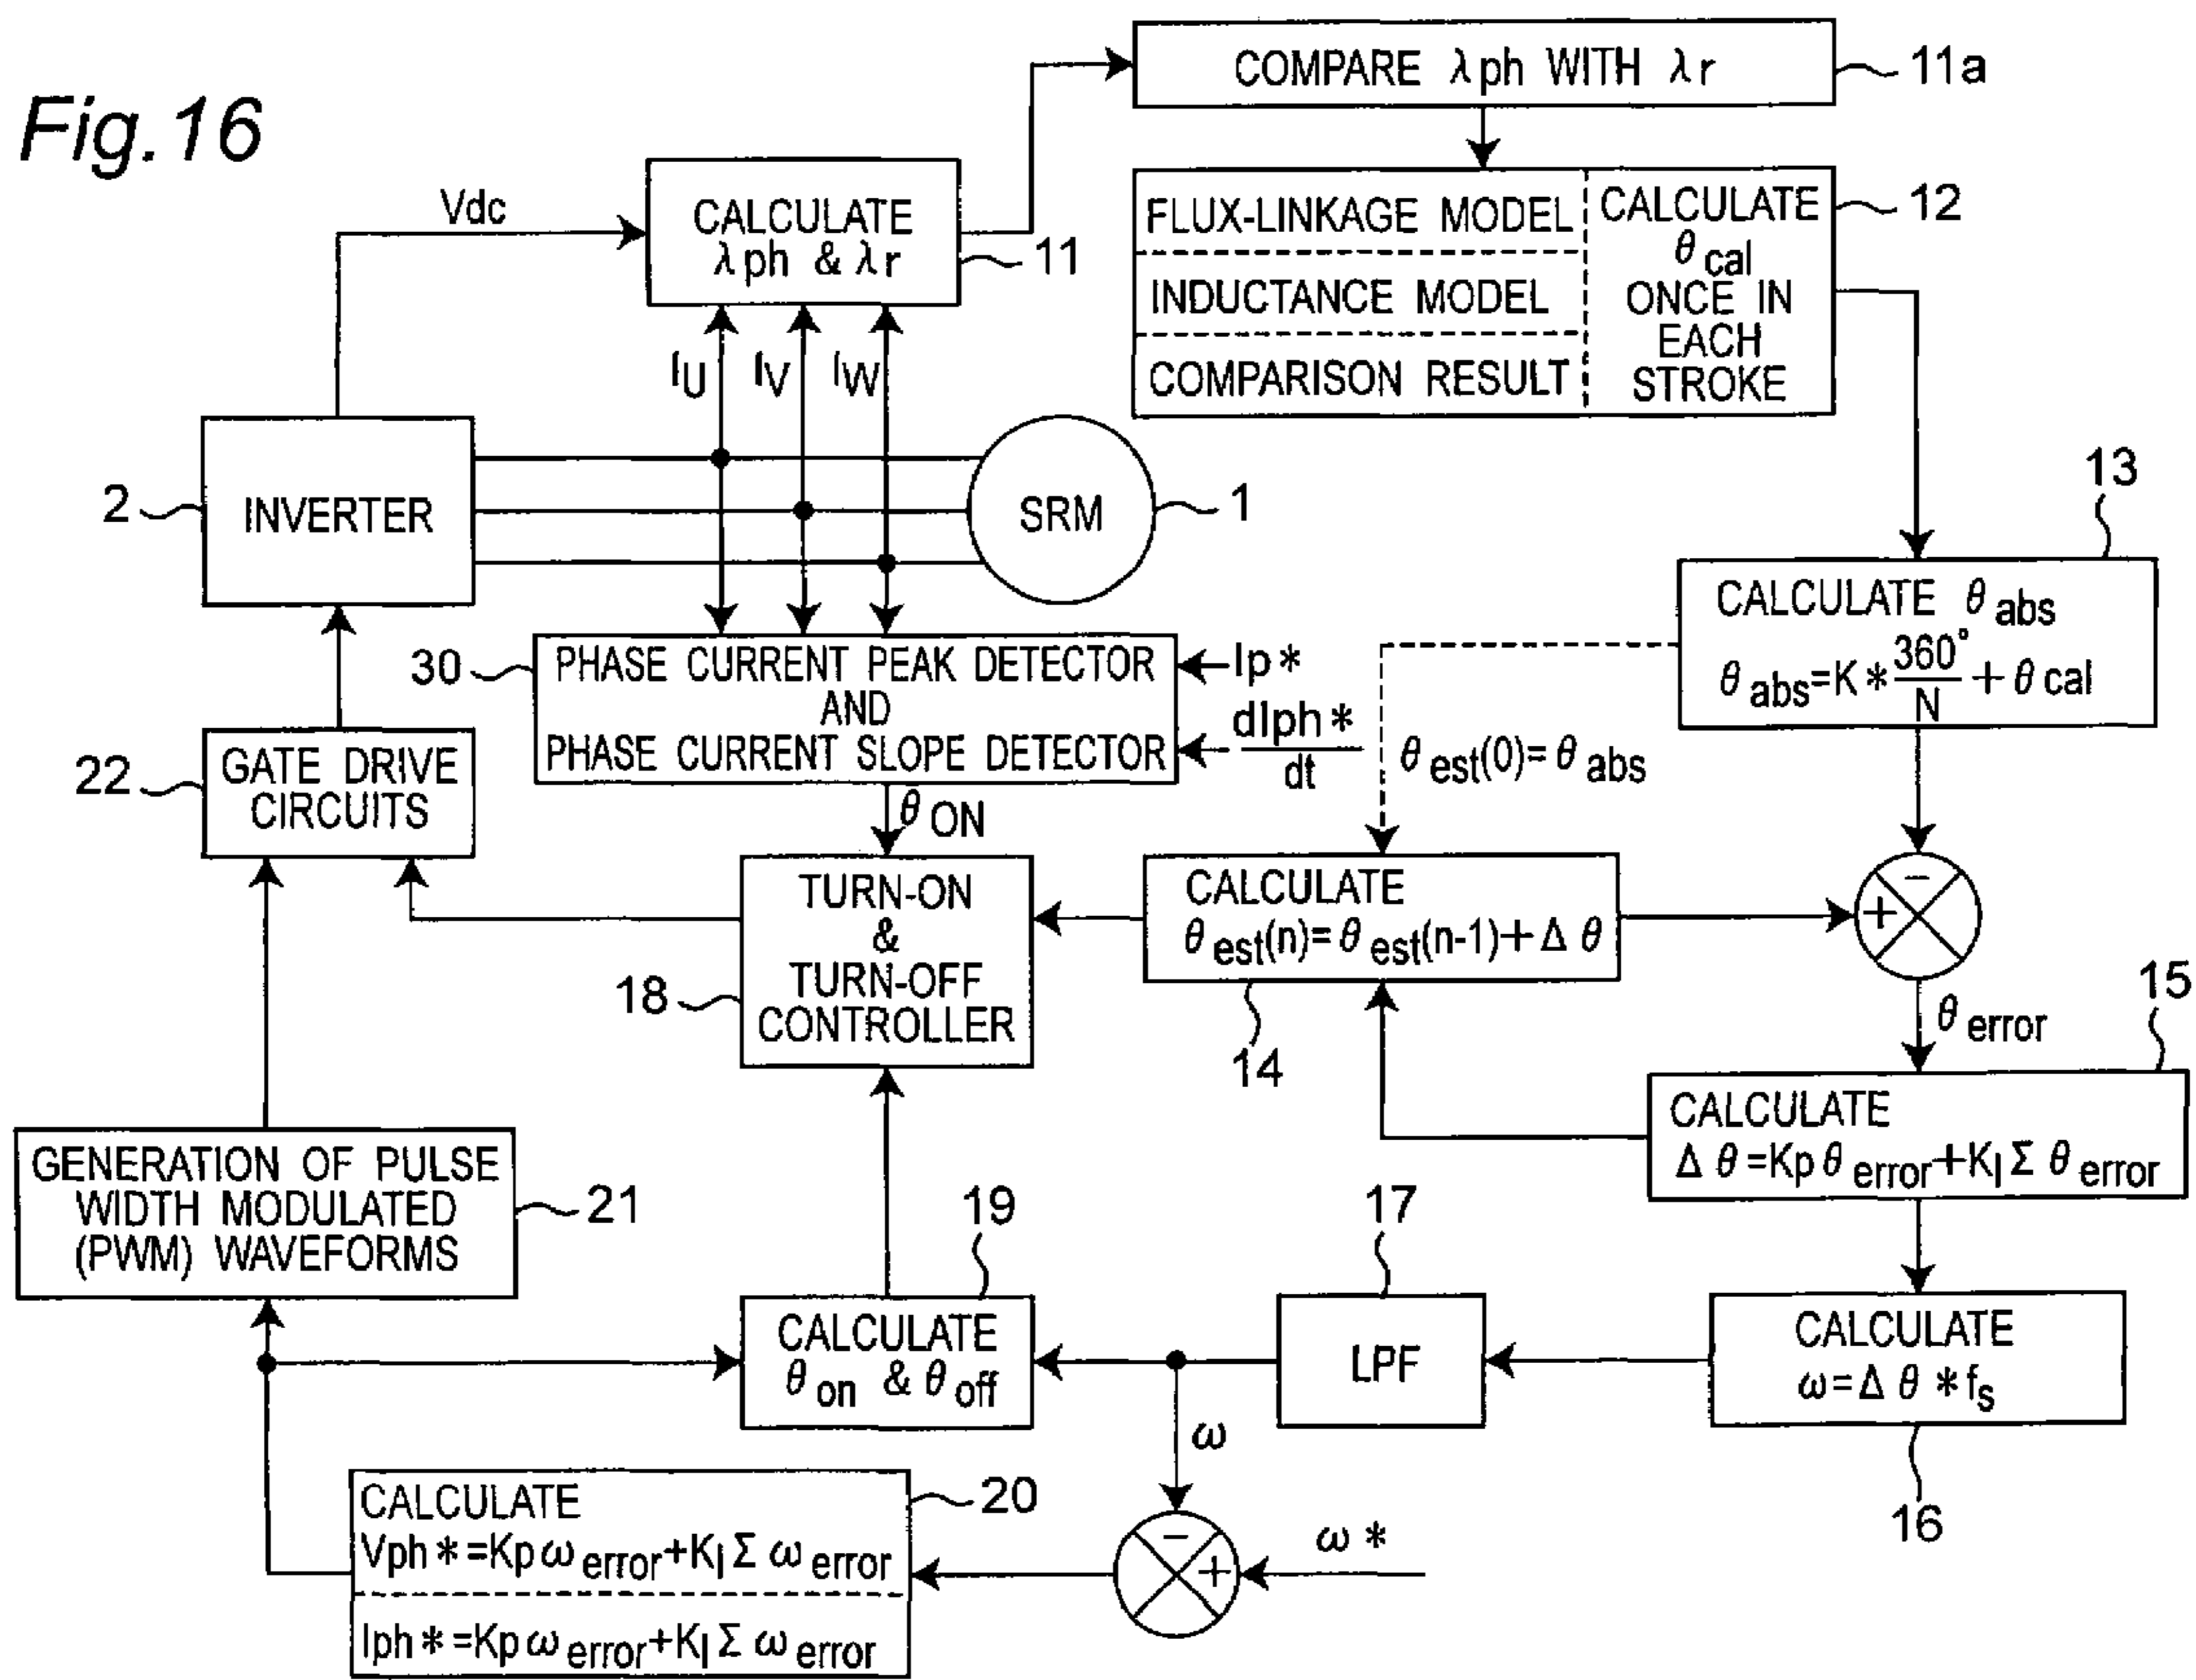 Fig.16
COMPARE λph WITH λr
11a
Vdc
CALCULATE
λph & λr
11
FLUX-LINKAGE MODEL
INDUCTANCE MODEL
COMPARISON RESULT
CALCULATE
θcal
ONCE IN
EACH
STROKE
12
IU
IV
IW
2
INVERTER
SRM
1
13
CALCULATE θabs
θabs=K*360°/N+θcal
30
PHASE CURRENT PEAK DETECTOR
AND
PHASE CURRENT SLOPE DETECTOR
Ip*
dIph*
dt
θest(0)=θabs
22
GATE DRIVE
CIRCUITS
θON
TURN-ON
&
TURN-OFF
CONTROLLER
18
CALCULATE
θest(n)=θest(n-1)+Δθ
14
+
−
θerror
15
CALCULATE
Δθ=Kpθerror+KIΣθerror
GENERATION OF PULSE
WIDTH MODULATED
(PWM) WAVEFORMS
21
19
CALCULATE
θon & θoff
17
LPF
CALCULATE
ω=Δθ*fs
16
ω
CALCULATE
Vph*=Kpωerror+KIΣωerror
Iph*=Kpωerror+KIΣωerror
20
−
+
ω*